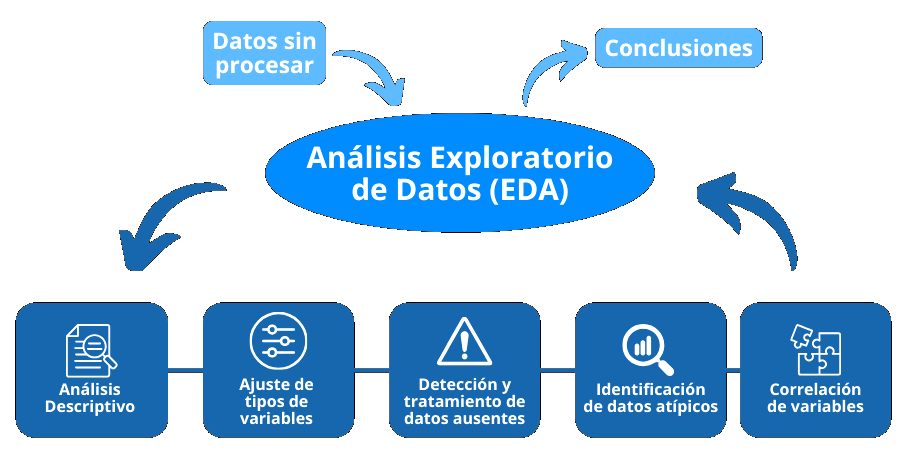 Datos sin
procesar
Conclusiones
Análisis Exploratorio
de Datos (EDA)
Análisis
Descriptivo
Ajuste de
tipos de
variables
Detección y
tratamiento de
datos ausentes
Identificación
de datos atípicos
Correlación
de variables